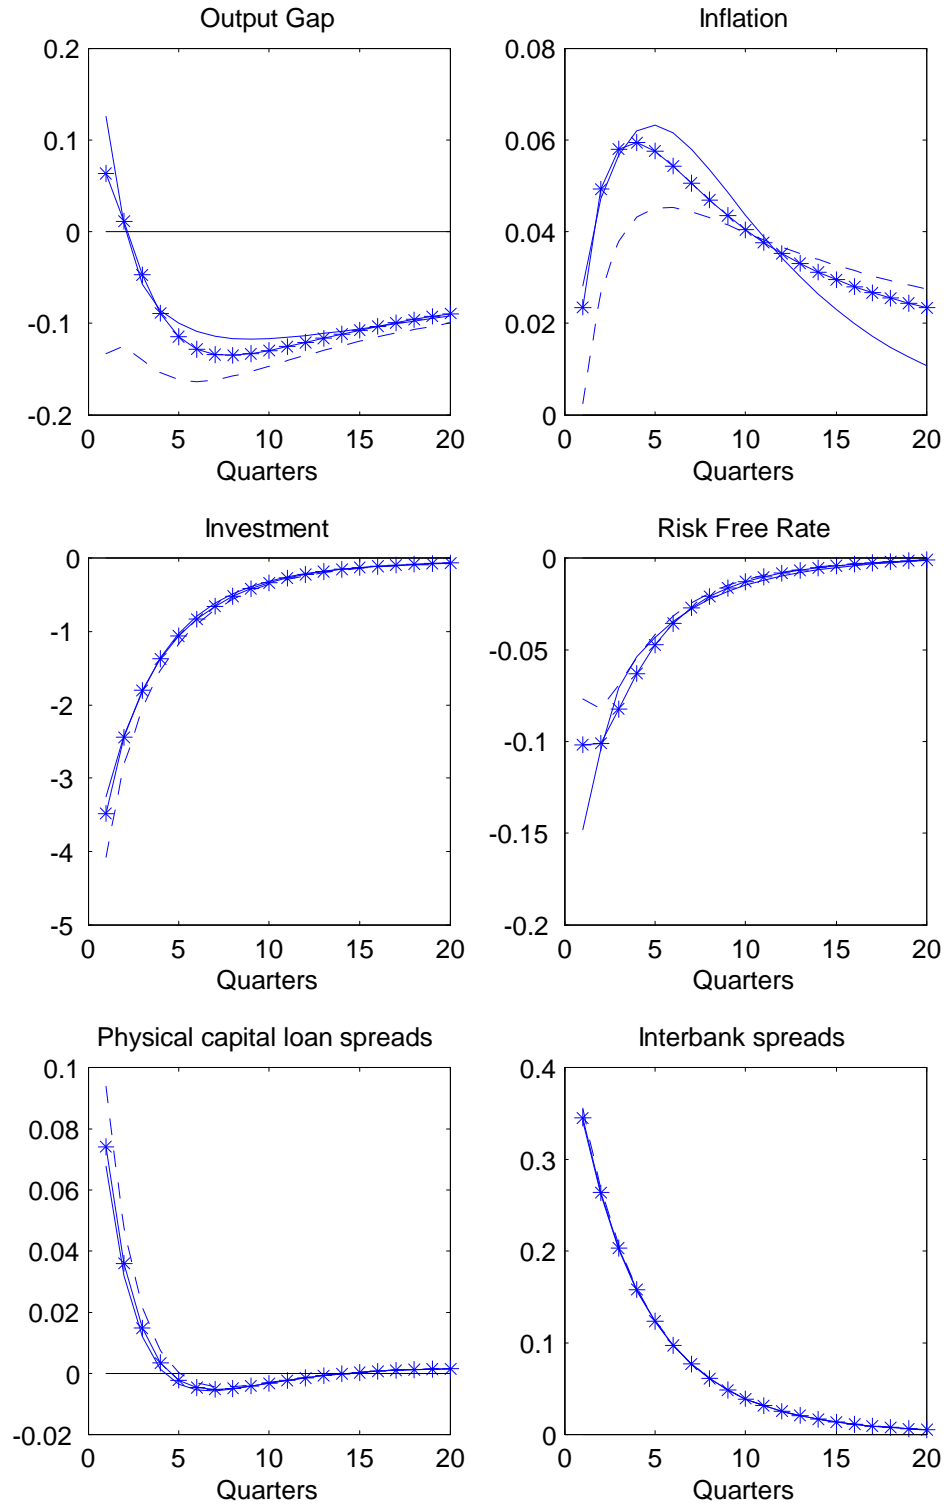 Output Gap
0.2
0.1
0
-0.1
-0.2
0 5 10 15 20
Quarters
Inflation
0.08
0.06
0.04
0.02
0
0 5 10 15 20
Quarters
Investment
0
-1
-2
-3
-4
-5
0 5 10 15 20
Quarters
Risk Free Rate
0
-0.05
-0.1
-0.15
-0.2
0 5 10 15 20
Quarters
Physical capital loan spreads
0.1
0.08
0.06
0.04
0.02
0
-0.02
0 5 10 15 20
Quarters
Interbank spreads
0.4
0.3
0.2
0.1
0
0 5 10 15 20
Quarters